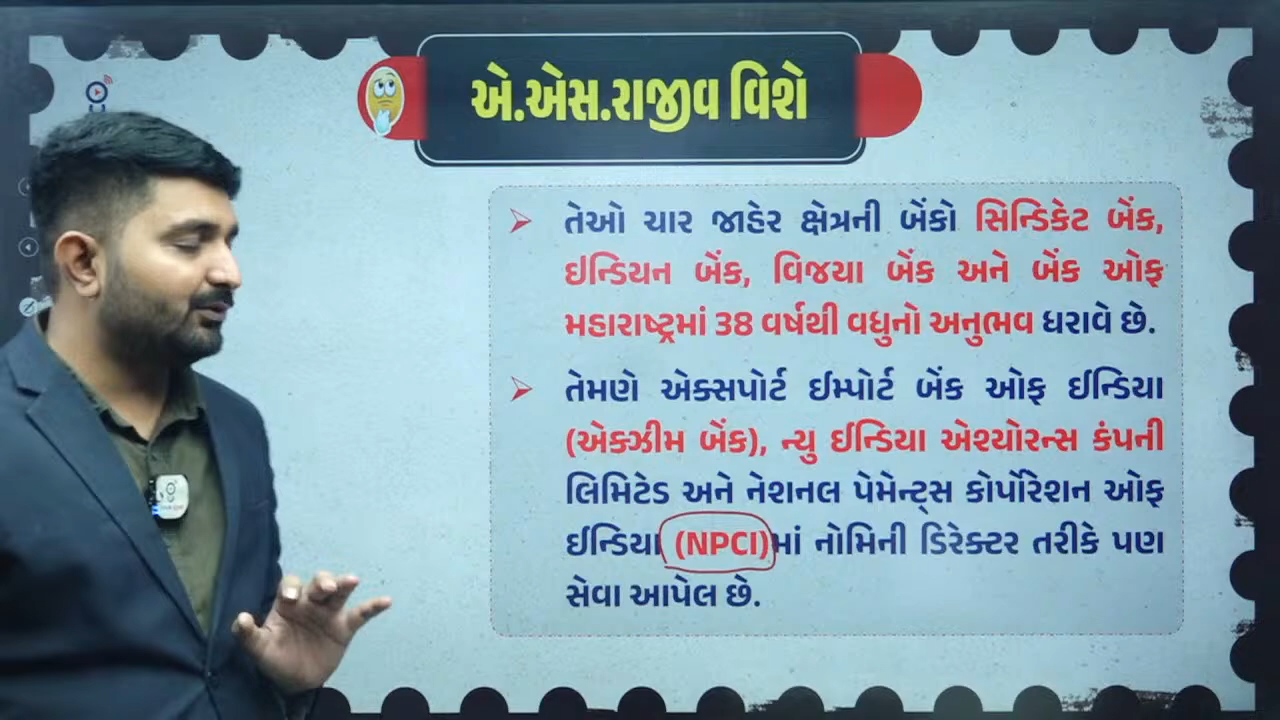 એ.એસ.રાજીવ વિશે
તેઓ ચાર જાહેર ક્ષેત્રની બેંકો સિન્ડિકેટ બેંક,
ઈન્ડિયન બેંક, વિજયા બેંક અને બેંક ઓફ
મહારાષ્ટ્રમાં 38 વર્ષથી વધુનો અનુભવ ધરાવે છે.
તેમણે એક્સપોર્ટ ઈમ્પોર્ટ બેંક ઓફ ઈન્ડિયા
(એક્ઝીમ બેંક), ન્યુ ઈન્ડિયા એશ્યોરન્સ કંપની
લિમિટેડ અને નેશનલ પેમેન્ટ્સ કોર્પોરેશન ઓફ
ઈન્ડિયા (NPCI)માં નોમિની ડિરેક્ટર તરીકે પણ
સેવા આપેલ છે.